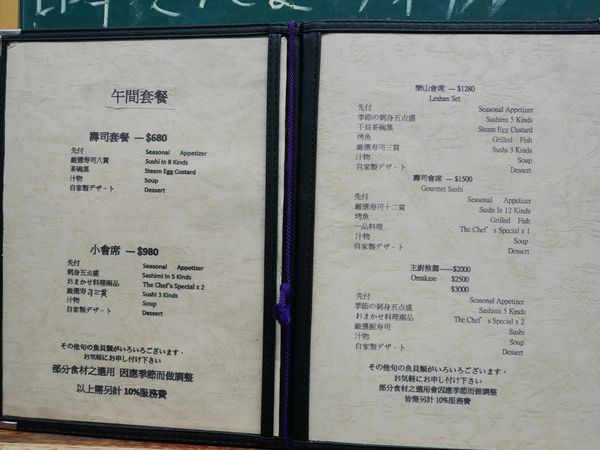 午間套餐
壽司套餐 --- $680
先付 Seasonal Appetizer
厳選寿司八貫 Sushi In 8 Kinds
茶碗蒸 Steam Egg Custard
汁物 Soup
自家製デザート Dessert
小會席 --- $980
先付 Seasonal Appetizer
刺身五点盛 Sashimi In 5 Kinds
おまかせ料理兩品 The Chef's Special x 2
厳選寿司三貫 Sushi 3 Kinds
汁物 Soup
自家製デザート Dessert
その他旬の魚貝類がいろいろございます・
お気軽にお申し付け下さい
部分食材之選用 因應季節而做調整
以上需另計 10%服務費
樂山會席 --- $1280
Leshan Set
先付 Seasonal Appetizer
季節の刺身五点盛 Sashimi 5 Kinds
干貝茶碗蒸 Steam Egg Custard
烤魚 Grilled Fish
厳選寿司三貫 Sushi 3 Kinds
汁物 Soup
自家製デザート Dessert
壽司會席 --- $1500
Gourmet Sushi
先付 Seasonal Appetizer
厳選寿司十二貫 Sushi In 12 Kinds
烤魚 Grilled Fish
一品料理 The Chef's Special x 1
汁物 Soup
自家製デザート Dessert
主廚推薦------$2000
Omakase $2500
$3000
先付 Seasonal Appetizer
季節の刺身五点盛 Sashimi 5 Kinds
おまかせ料理兩品 The Chef's Special x 2
厳選握寿司 Sushi
汁物 Soup
自家製デザート Dessert
その他旬の魚貝類がいろいろございます・
お気軽にお申し付け下さい
部分食材之選用會因應季節而做調整
皆需另計 10%服務費